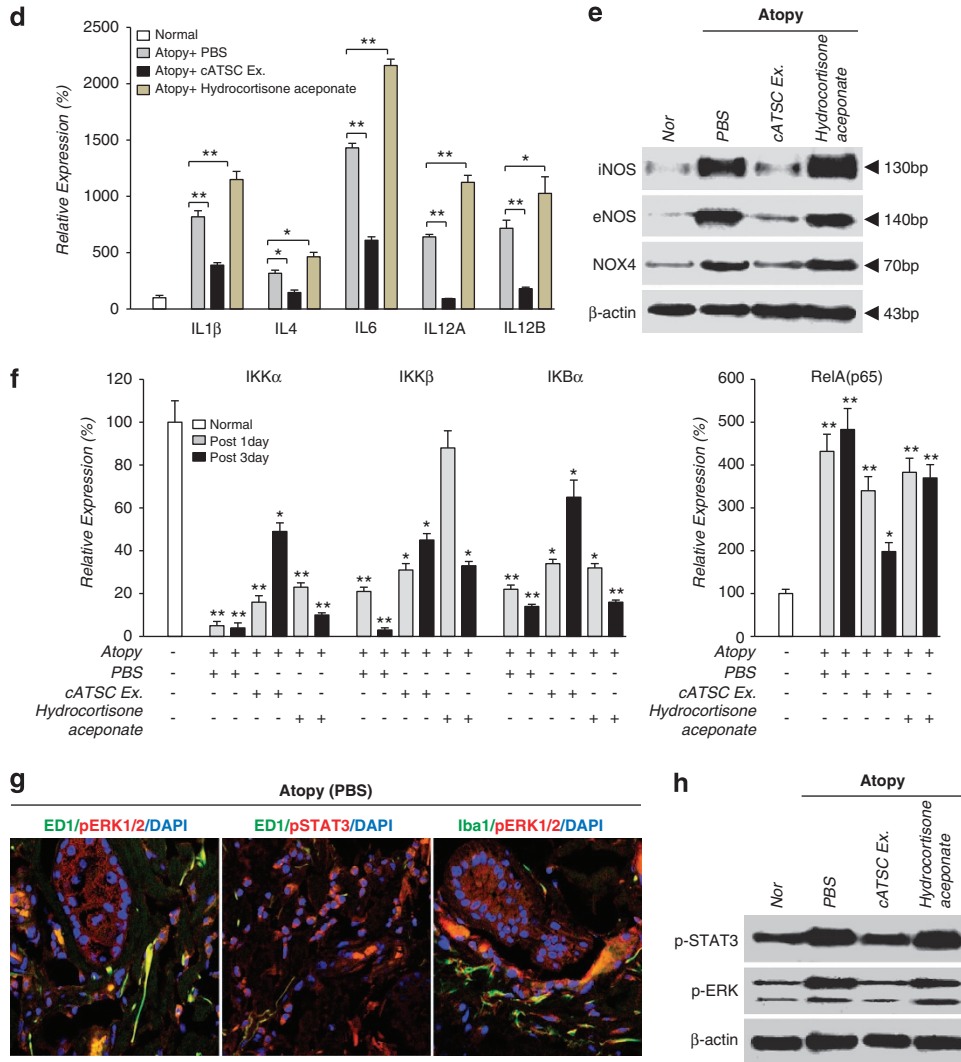 d
2500
2000
1500
1000
500
0
Relative Expression (%)
Normal
Atopy+ PBS
Atopy+ cATSC Ex.
Atopy+ Hydrocortisone aceponate
** ** * * ** ** ** ** * **
IL1β IL4 IL6 IL12A IL12B
e
Atopy
Nor PBS cATSC Ex. Hydrocortisone aceponate
iNOS 130bp
eNOS 140bp
NOX4 70bp
β-actin 43bp
f
IKKα IKKβ IKBα
120
100
80
60
40
20
0
Relative Expression (%)
Normal
Post 1day
Post 3day
** ** ** * ** ** ** ** * * * ** ** * * * **
Atopy - + + + + + + + + + + + + + + + + + +
PBS - + + - - - - + + - - - - + + - - - -
cATSC Ex. - - - + + - - - - + + - - - - + + - -
Hydrocortisone aceponate - - - - - + + - - - - + + - - - - + +
RelA(p65)
600
500
400
300
200
100
0
Relative Expression (%)
** ** ** * ** **
Atopy - + + + + + +
PBS - + + - - - -
cATSC Ex. - - - + + - -
Hydrocortisone aceponate - - - - - + +
g
Atopy (PBS)
ED1/pERK1/2/DAPI ED1/pSTAT3/DAPI Iba1/pERK1/2/DAPI
h
Atopy
Nor PBS cATSC Ex. Hydrocortisone aceponate
p-STAT3
p-ERK
β-actin